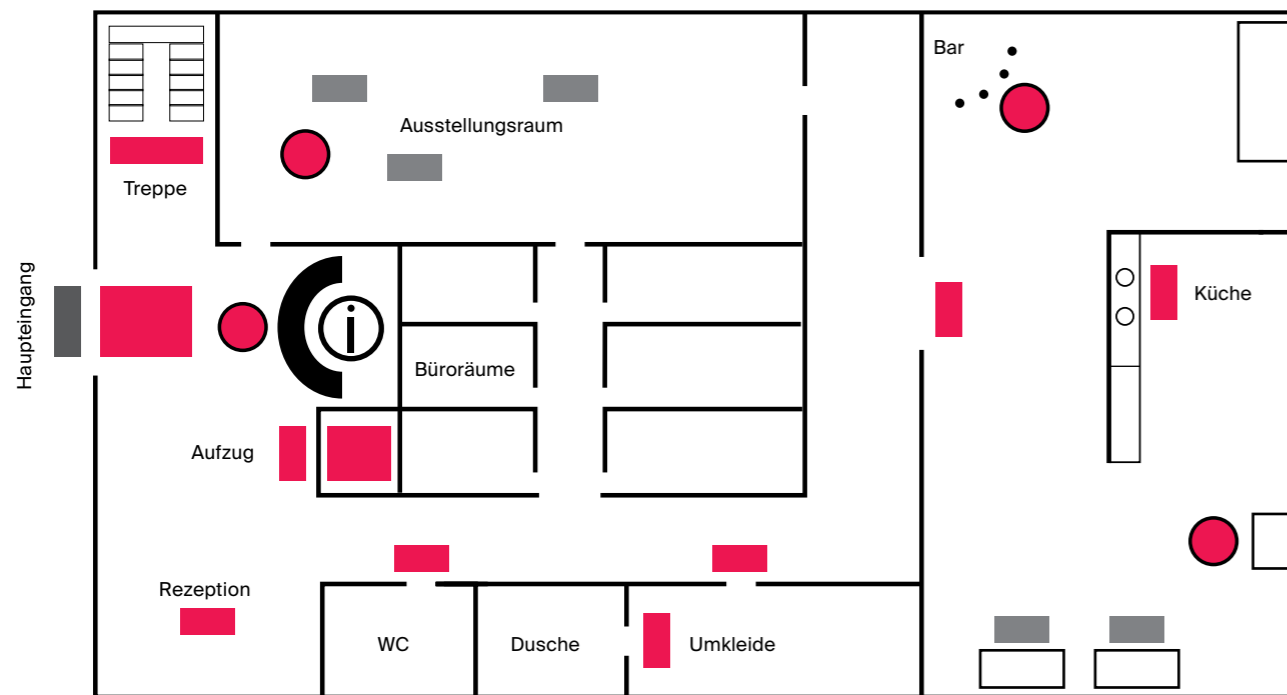 Bar
Ausstellungsraum
Treppe
Haupteingang
i
Küche
Büroräume
Aufzug
Rezeption
WC
Dusche
Umkleide